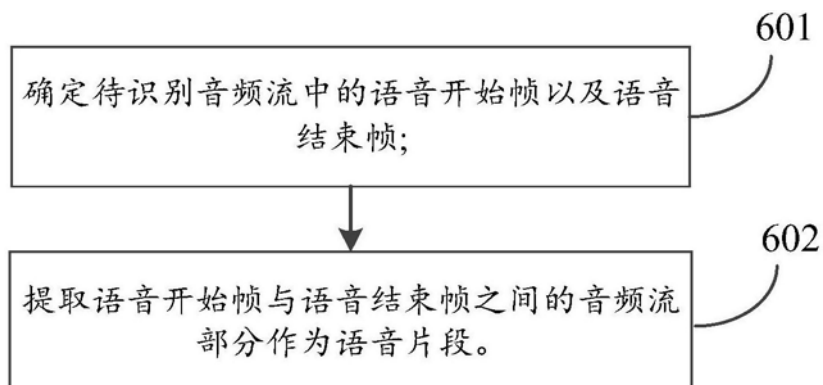 601
确定待识别音频流中的语音开始帧以及语音
结束帧;
602
提取语音开始帧与语音结束帧之间的音频流
部分作为语音片段。